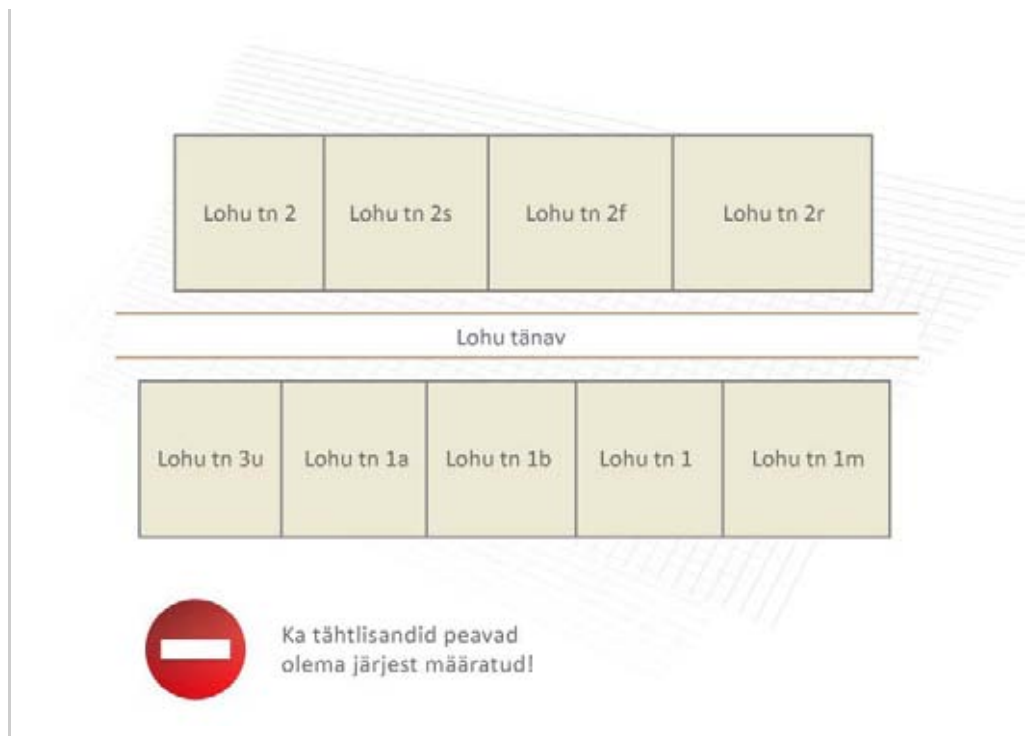 Lohu tn 2
Lohu tn 2s
Lohu tn 2f
Lohu tn 2r
Lohu tänav
Lohu tn 3u
Lohu tn 1a
Lohu tn 1b
Lohu tn 1
Lohu tn 1m
Ka tähtlisandid peavad
olema järjest määratud!